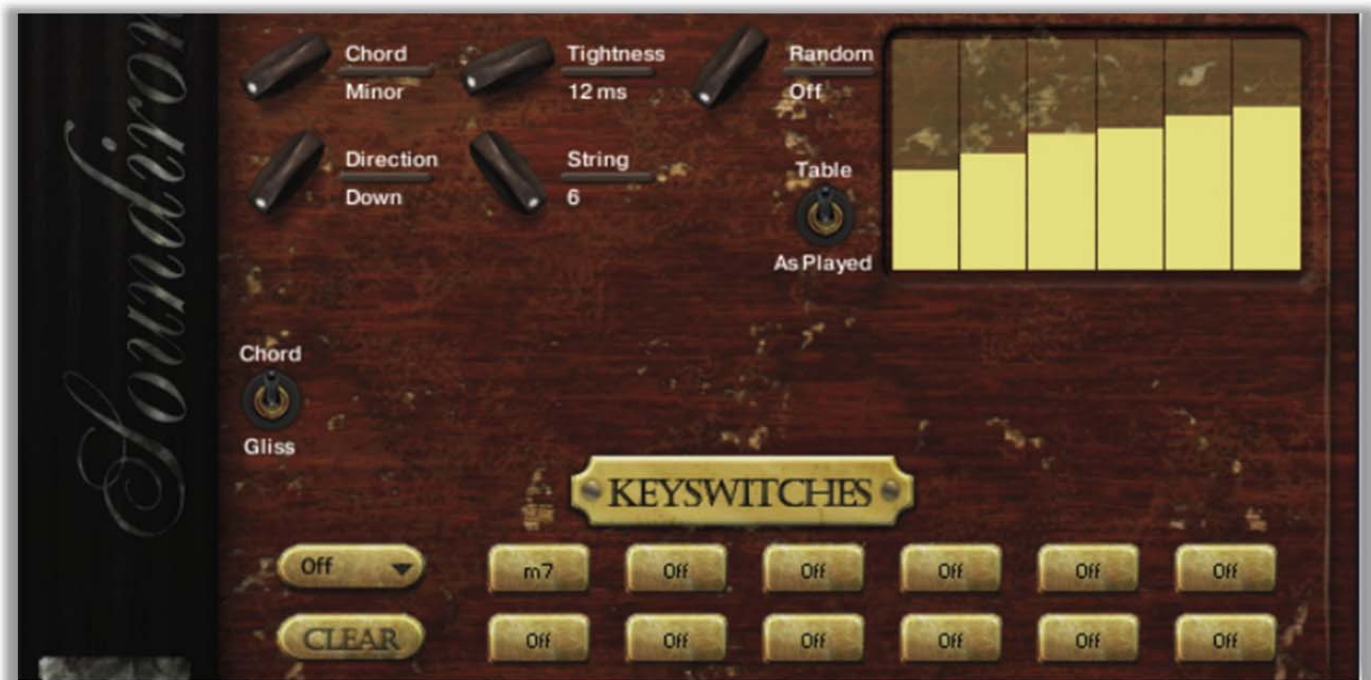 Soundiron
Chord
Minor
Tightness
12 ms
Random
Off
Direction
Down
String
6
Table
As Played
Chord
Gliss
KEYSWITCHES
Off
m7
Off
Off
Off
Off
Off
CLEAR
Off
Off
Off
Off
Off
Off